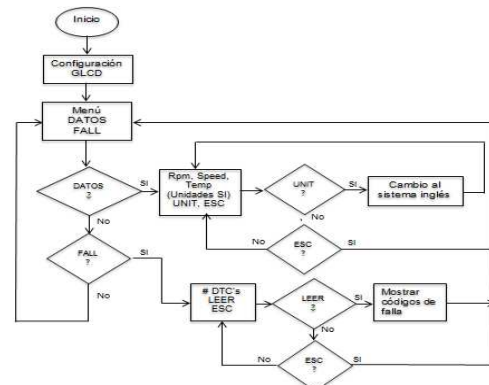 Inicio
Configuración
GLCD
Menú
DATOS
FALL
DATOS
?
SI
No
Rpm, Speed,
Temp
(Unidades SI)
UNIT, ESC
UNIT
?
SI
No
Cambio al
sistema inglés
ESC
?
No
SI
FALL
?
SI
No
# DTC's
LEER
ESC
LEER
?
SI
No
Mostrar
códigos de
falla
ESC
?
No
SI